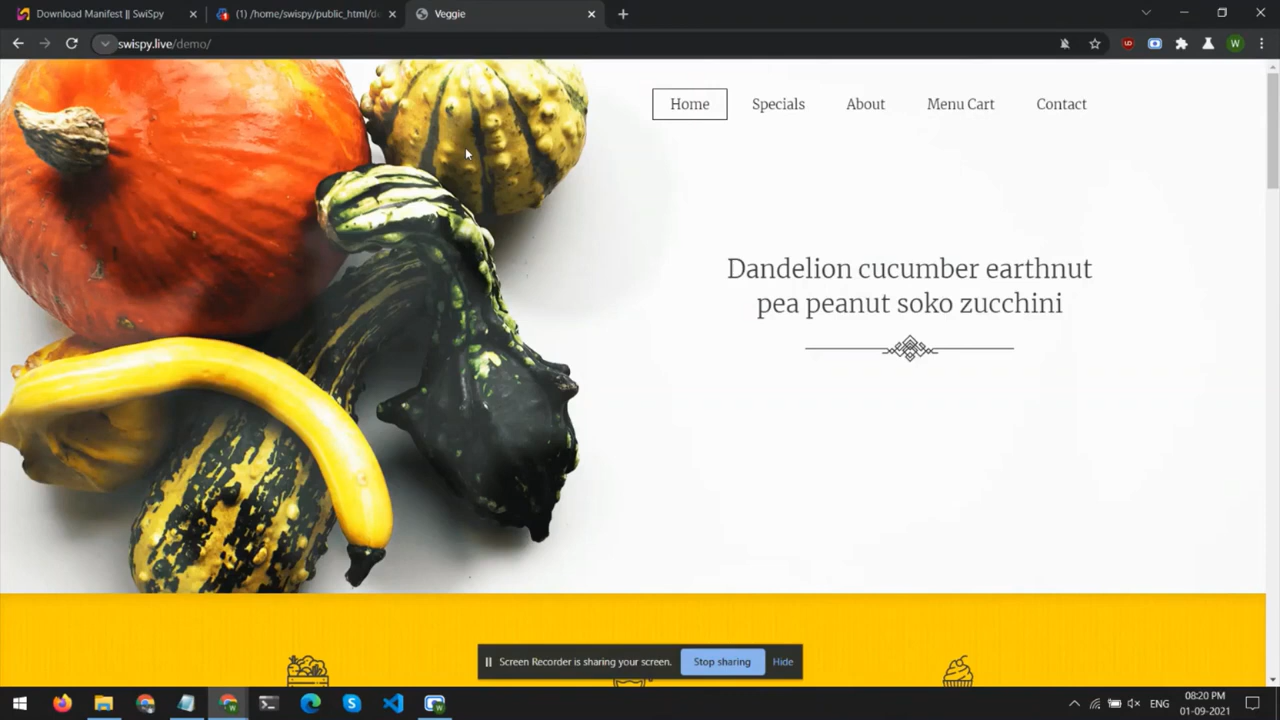 Download Manifest || SwiSpy
(1) /home/swispy/public_html/de
Veggie
swispy.live/demo/
W
Home
Specials
About
Menu Cart
Contact
Dandelion cucumber earthnut
pea peanut soko zucchini
Screen Recorder is sharing your screen.
Stop sharing
Hide
ENG
08:20 PM
01-09-2021